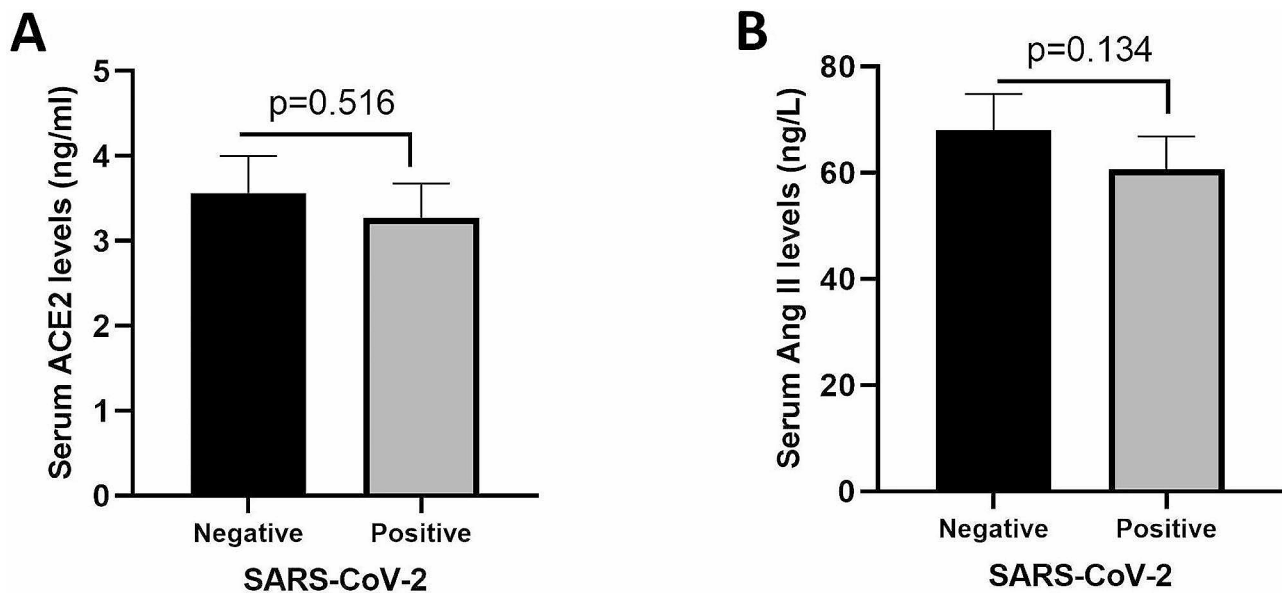 A
Serum ACE2 levels (ng/ml)
5
4
3
2
1
0
p=0.516
Negative
Positive
SARS-CoV-2
B
Serum Ang II levels (ng/L)
80
60
40
20
0
p=0.134
Negative
Positive
SARS-CoV-2